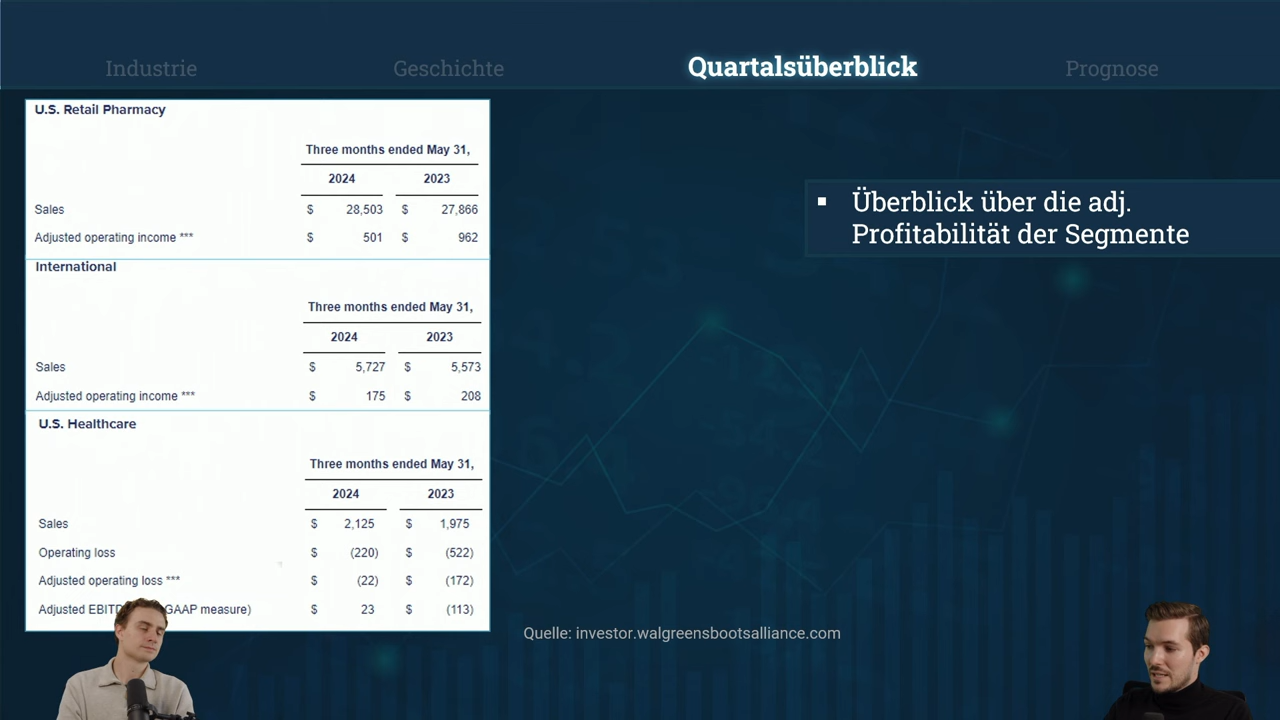 Industrie Geschichte Quartalsüberblick Prognose
U.S. Retail Pharmacy
Three months ended May 31,
2024 2023
Sales $ 28,503 $ 27,866
Adjusted operating income *** $ 501 $ 962
International
Three months ended May 31,
2024 2023
Sales $ 5,727 $ 5,573
Adjusted operating income *** $ 175 $ 208
U.S. Healthcare
Three months ended May 31,
2024 2023
Sales $ 2,125 $ 1,975
Operating loss $ (220) $ (522)
Adjusted operating loss *** $ (22) $ (172)
Adjusted GAAP measure) $ 23 $ (113)
▪ Überblick über die adj.
Profitabilität der Segmente
Quelle: investor.walgreensbootsalliance.com